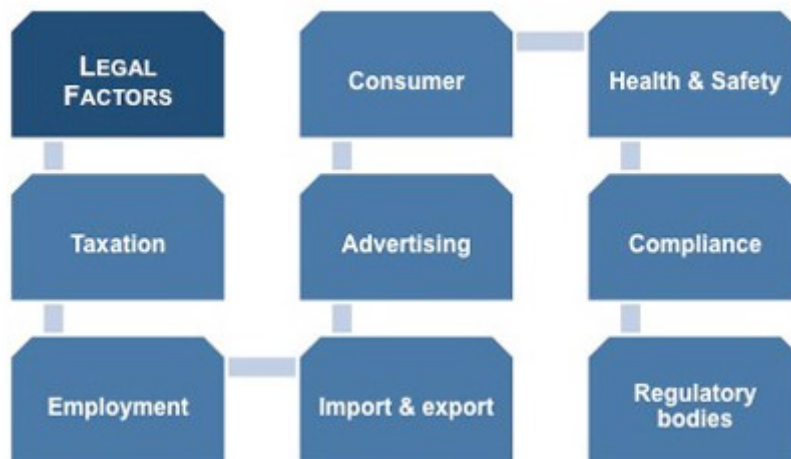 LEGAL
FACTORS
Taxation
Employment
Import & export
Advertising
Consumer
Health & Safety
Compliance
Regulatory
bodies